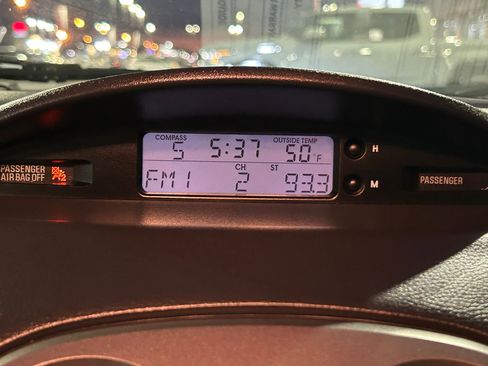 COMPASS OUTSIDE TEMP
S 5:37 50°F H
PASSENGER
AIR BAG OFF
CH ST
FM1 2 93.3 M
PASSENGER